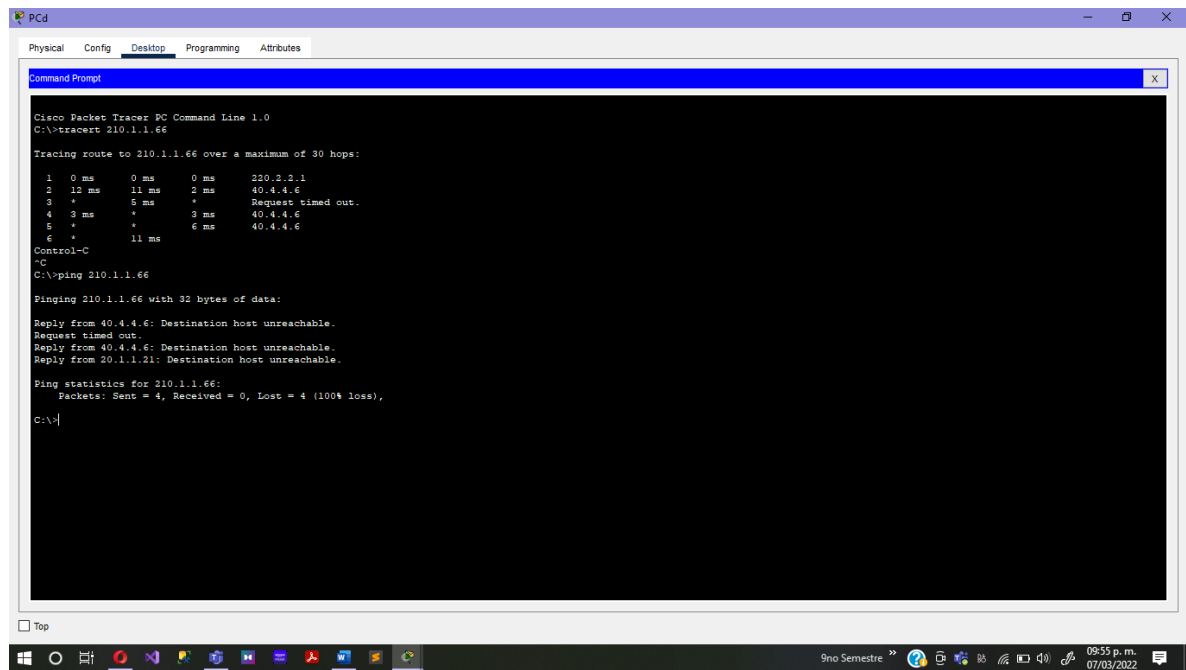 PCd
Physical Config Desktop Programming Attributes
Command Prompt
X
Cisco Packet Tracer PC Command Line 1.0
C:\>tracert 210.1.1.66
Tracing route to 210.1.1.66 over a maximum of 30 hops:
1 0 ms 0 ms 0 ms 220.2.2.1
2 12 ms 11 ms 2 ms 40.4.4.6
3 * 5 ms * Request timed out.
4 3 ms * 3 ms 40.4.4.6
5 * * 6 ms 40.4.4.6
6 * 11 ms
Control-C
^C
C:\>ping 210.1.1.66
Pinging 210.1.1.66 with 32 bytes of data:
Reply from 40.4.4.6: Destination host unreachable.
Request timed out.
Reply from 40.4.4.6: Destination host unreachable.
Reply from 20.1.1.21: Destination host unreachable.
Ping statistics for 210.1.1.66:
Packets: Sent = 4, Received = 0, Lost = 4 (100% loss),
C:\>
Top
9no Semestre
09:55 p. m.
07/03/2022